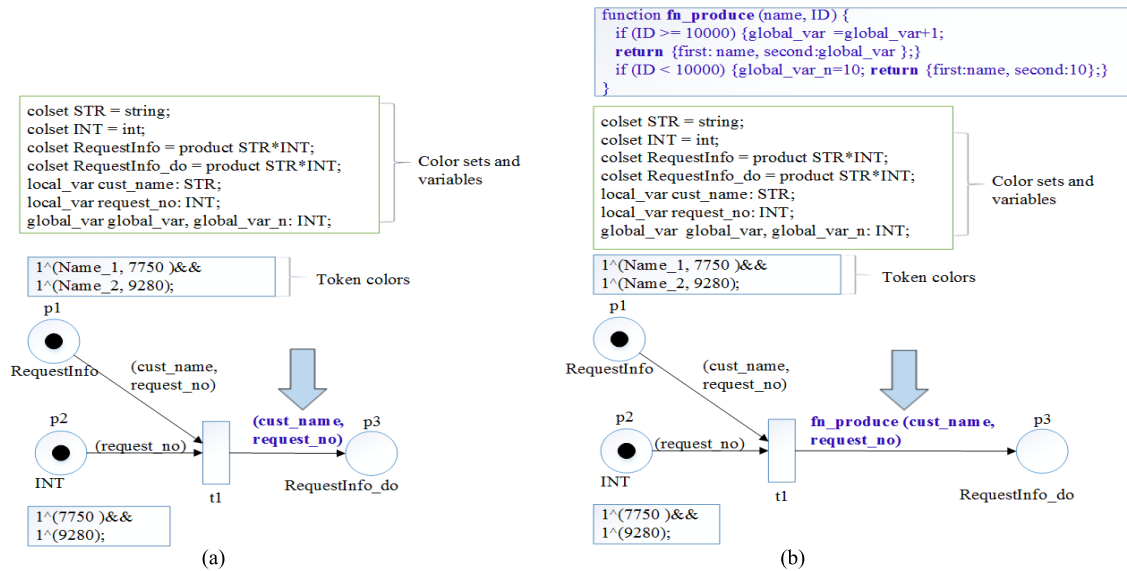 colset STR = string;
colset INT = int;
colset RequestInfo = product STR*INT;
colset RequestInfo_do = product STR*INT;
local_var cust_name: STR;
local_var request_no: INT;
global_var global_var, global_var_n: INT;
Color sets and
variables
1^(Name_1, 7750 )&&
1^(Name_2, 9280);
Token colors
p1
RequestInfo
(cust_name,
request_no)
p2
(request_no)
INT
t1
(cust_name,
request_no)
p3
RequestInfo_do
1^(7750 )&&
1^(9280);
(a)
function fn_produce (name, ID) {
if (ID >= 10000) {global_var =global_var+1;
return {first: name, second:global_var };}
if (ID < 10000) {global_var_n=10; return {first:name, second:10};}
}
colset STR = string;
colset INT = int;
colset RequestInfo = product STR*INT;
colset RequestInfo_do = product STR*INT;
local_var cust_name: STR;
local_var request_no: INT;
global_var global_var, global_var_n: INT;
Color sets and
variables
1^(Name_1, 7750 )&&
1^(Name_2, 9280);
Token colors
p1
RequestInfo
(cust_name,
request_no)
p2
(request_no)
INT
t1
fn_produce (cust_name,
request_no)
p3
RequestInfo_do
1^(7750 )&&
1^(9280);
(b)